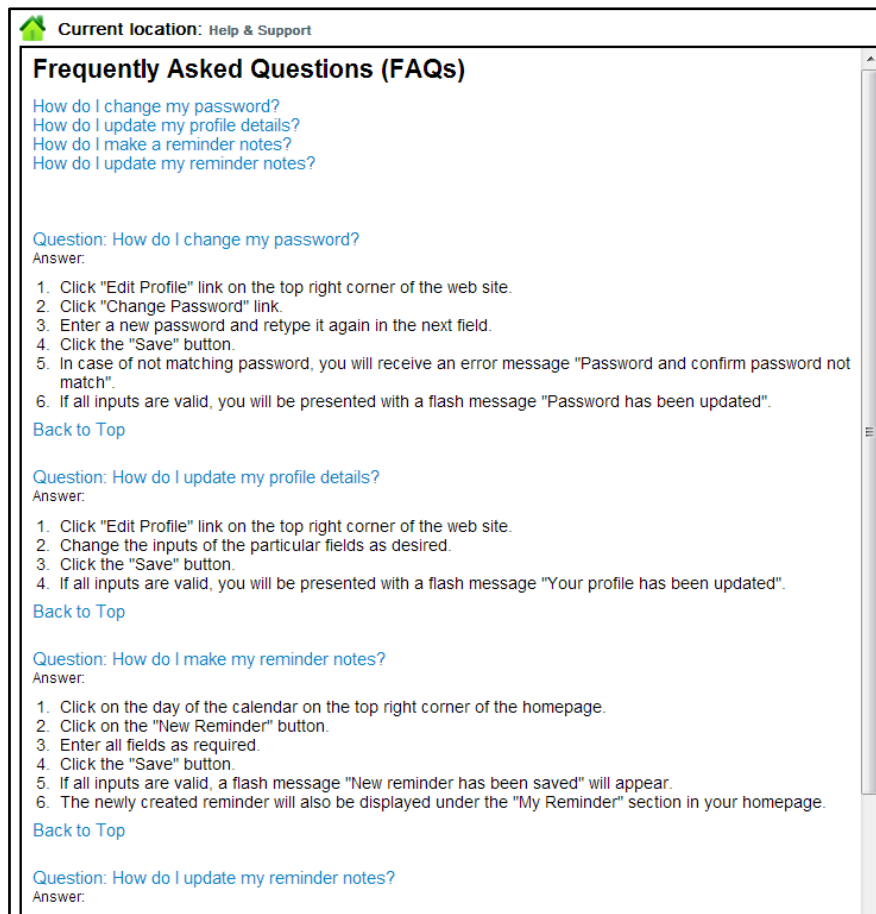 Current location: Help & Support
Frequently Asked Questions (FAQs)
How do I change my password?
How do I update my profile details?
How do I make a reminder notes?
How do I update my reminder notes?
Question: How do I change my password?
Answer:
1. Click "Edit Profile" link on the top right corner of the web site.
2. Click "Change Password" link.
3. Enter a new password and retype it again in the next field.
4. Click the "Save" button.
5. In case of not matching password, you will receive an error message "Password and confirm password not
match".
6. If all inputs are valid, you will be presented with a flash message "Password has been updated".
Back to Top
Question: How do I update my profile details?
Answer:
1. Click "Edit Profile" link on the top right corner of the web site.
2. Change the inputs of the particular fields as desired.
3. Click the "Save" button.
4. If all inputs are valid, you will be presented with a flash message "Your profile has been updated".
Back to Top
Question: How do I make my reminder notes?
Answer:
1. Click on the day of the calendar on the top right corner of the homepage.
2. Click on the "New Reminder" button.
3. Enter all fields as required.
4. Click the "Save" button.
5. If all inputs are valid, a flash message "New reminder has been saved" will appear.
6. The newly created reminder will also be displayed under the "My Reminder" section in your homepage.
Back to Top
Question: How do I update my reminder notes?
Answer: